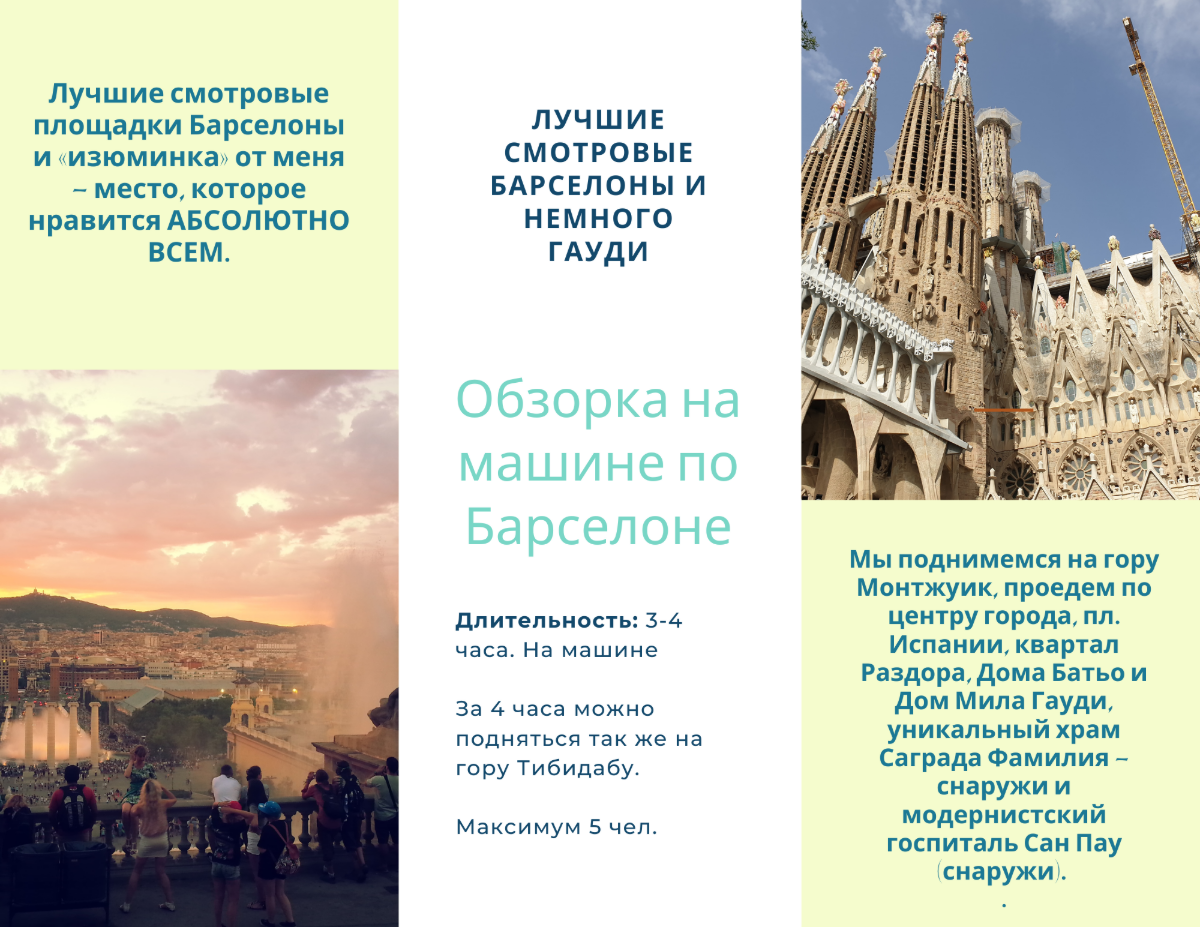 Лучшие смотровые
площадки Барселоны
и «изюминка» от меня
– место, которое
нравится АБСОЛЮТНО
ВСЕМ.
ЛУЧШИЕ
СМОТРОВЫЕ
БАРСЕЛОНЫ И
НЕМНОГО
ГАУДИ
Обзорка на
машине по
Барселоне
Длительность: 3-4
часа. На машине
За 4 часа можно
подняться так же на
гору Тибидабу.
Максимум 5 чел.
Мы поднимемся на гору
Монтжуик, проедем по
центру города, пл.
Испании, квартал
Раздора, Дома Батьо и
Дом Мила Гауди,
уникальный храм
Саграда Фамилия –
снаружи и
модернистский
госпиталь Сан Пау
(снаружи).
.